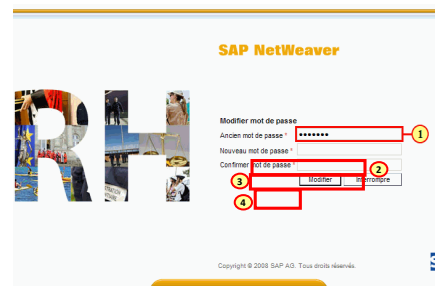 SAP NetWeaver
RH
Modifier mot de passe
Ancien mot de passe * ••••••• 1
Nouveau mot de passe *
Confirmer mot de passe * 2
3 Modifier Interrompre
4
Copyright © 2008 SAP AG. Tous droits réservés.